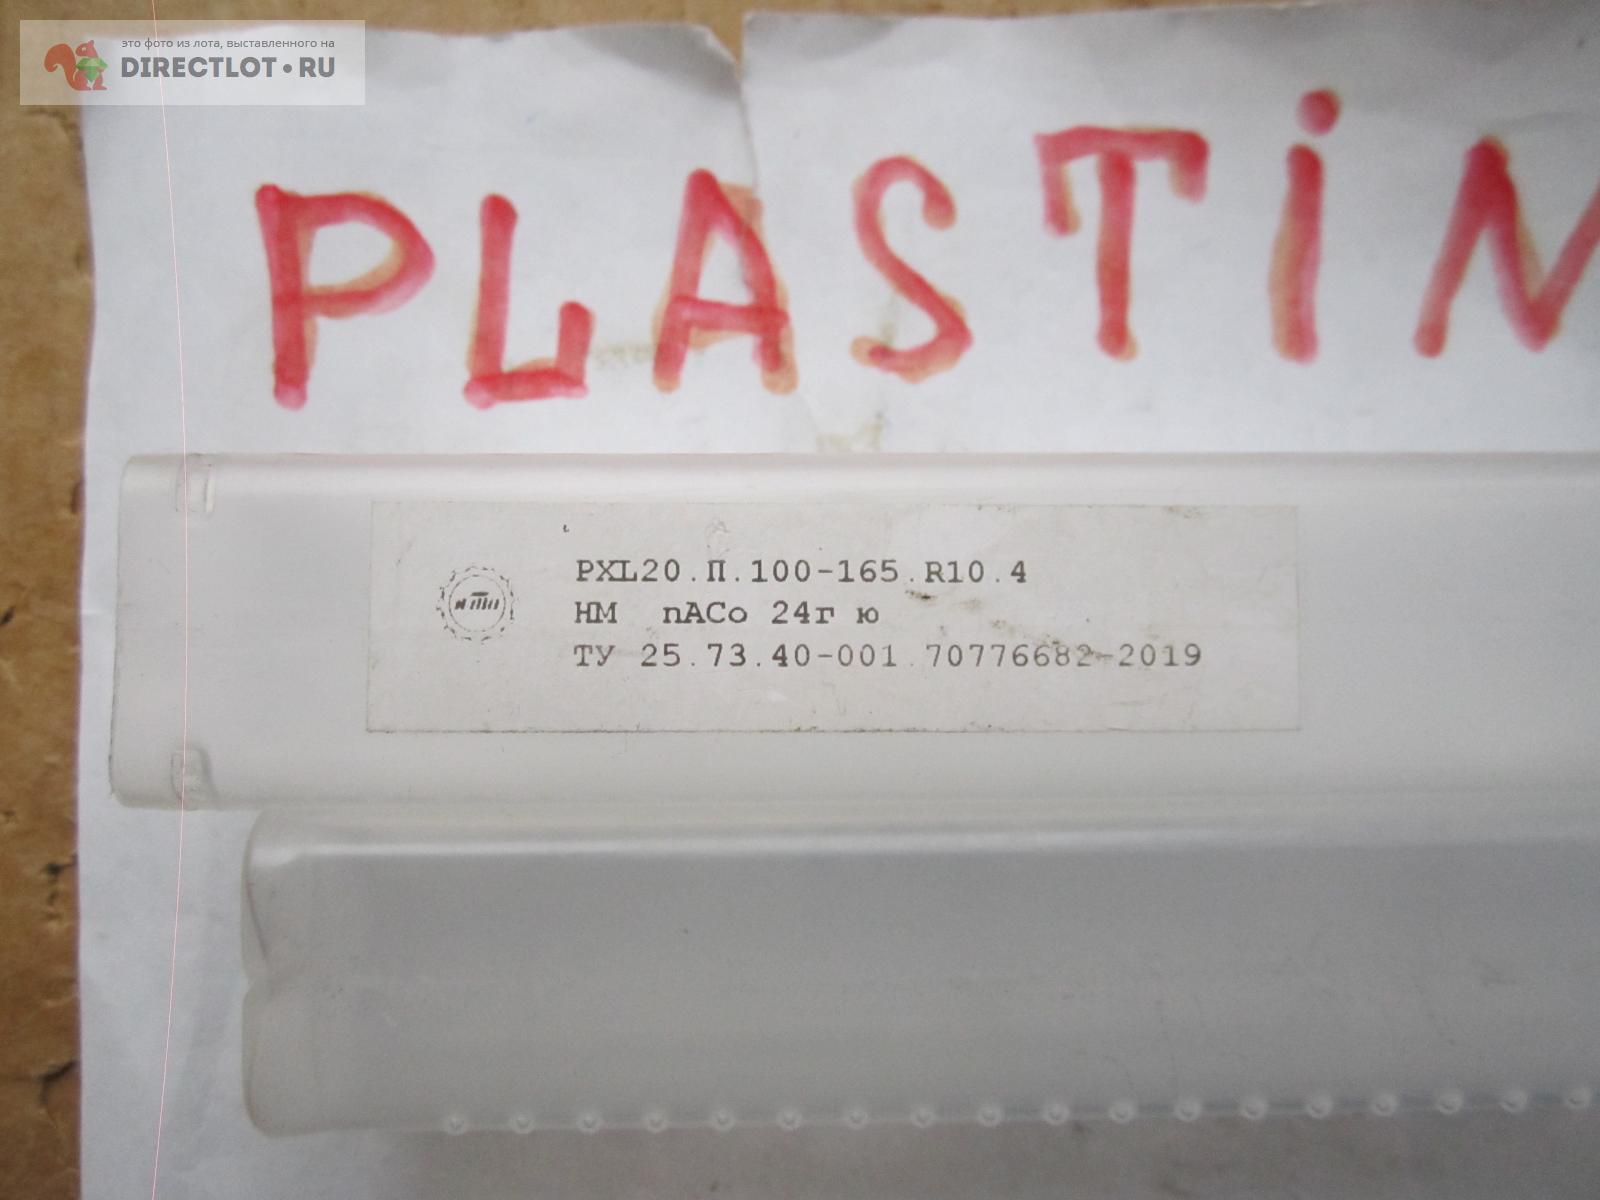 это фото из лота, выставленного на
DIRECTLOT•RU
PLASTIN
PXL20.П.100-165.R10.4
НМ пАСо 24г ю
ТУ 25.73.40-001.70776682-2019